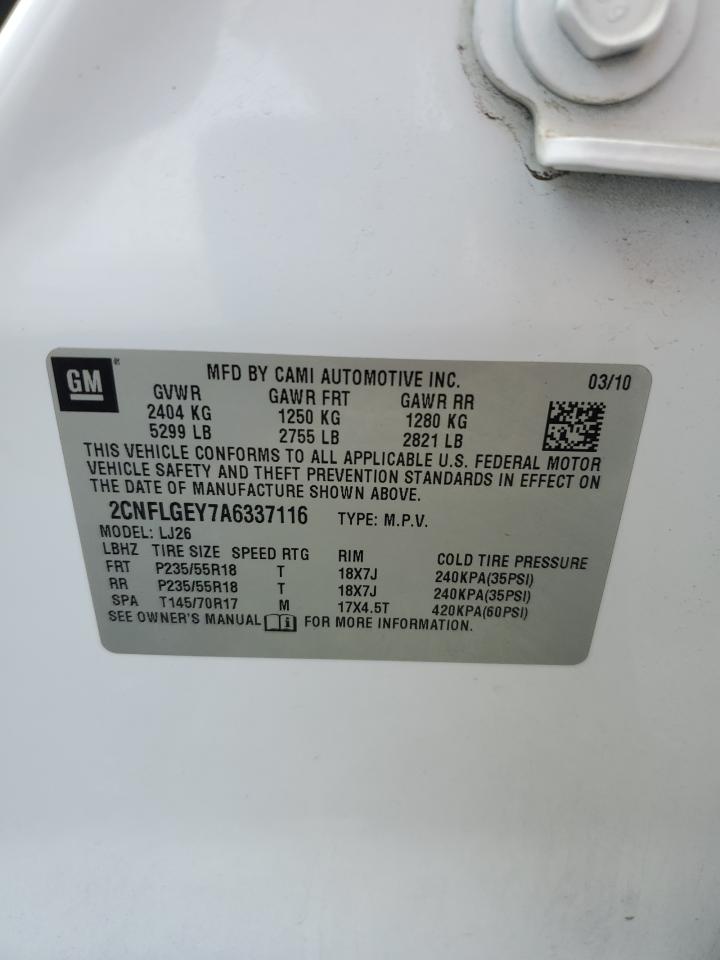 GM
MFD BY CAMI AUTOMOTIVE INC. 03/10
GVWR GAWR FRT GAWR RR
2404 KG 1250 KG 1280 KG
5299 LB 2755 LB 2821 LB
THIS VEHICLE CONFORMS TO ALL APPLICABLE U.S. FEDERAL MOTOR
VEHICLE SAFETY AND THEFT PREVENTION STANDARDS IN EFFECT ON
THE DATE OF MANUFACTURE SHOWN ABOVE.
2CNFLGEY7A6337116 TYPE: M.P.V.
MODEL: LJ26
LBHZ TIRE SIZE SPEED RTG RIM COLD TIRE PRESSURE
FRT P235/55R18 T 18X7J 240KPA(35PSI)
RR P235/55R18 T 18X7J 240KPA(35PSI)
SPA T145/70R17 M 17X4.5T 420KPA(60PSI)
SEE OWNER'S MANUAL FOR MORE INFORMATION.